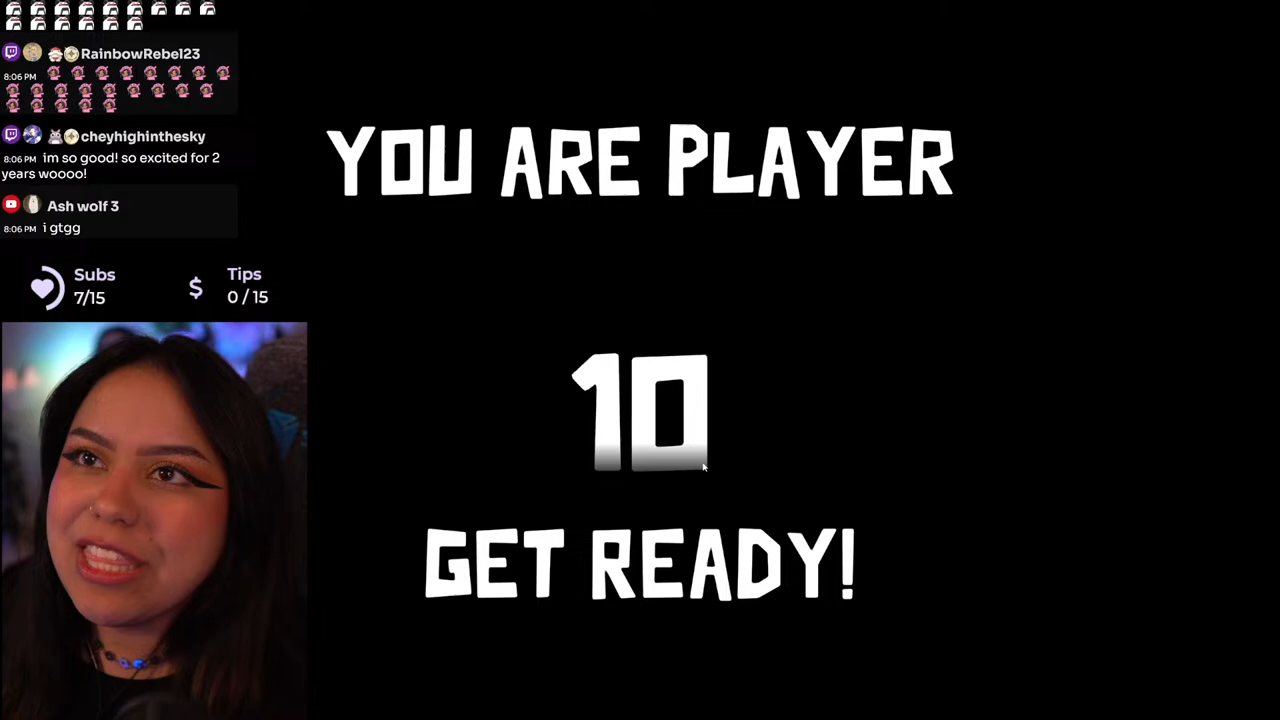 RainbowRebel23
8:06 PM
cheyhighinthesky
8:06 PM im so good! so excited for 2
years woooo!
Ash wolf 3
8:06 PM i gtgg
Subs
7/15
$
Tips
0 / 15
YOU ARE PLAYER
10
GET READY!